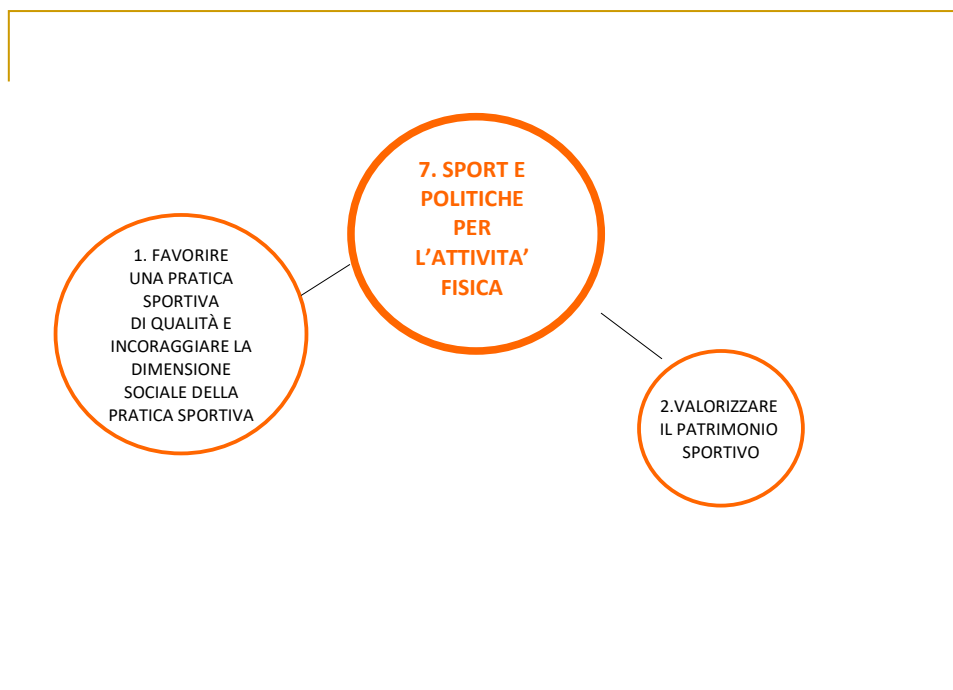 7. SPORT E
POLITICHE
PER
L’ATTIVITA’
FISICA
1. FAVORIRE
UNA PRATICA
SPORTIVA
DI QUALITÀ E
INCORAGGIARE LA
DIMENSIONE
SOCIALE DELLA
PRATICA SPORTIVA
2.VALORIZZARE
IL PATRIMONIO
SPORTIVO